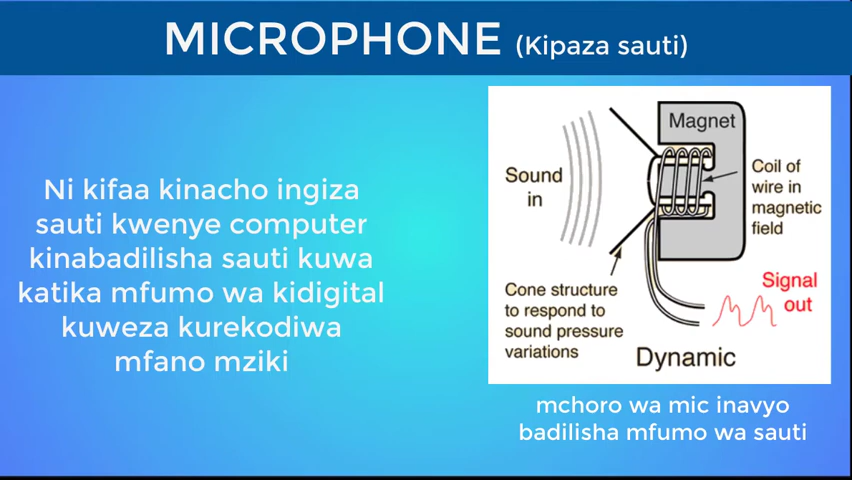 MICROPHONE (Kipaza sauti)
Ni kifaa kinacho ingiza
sauti kwenye computer
kinabadilisha sauti kuwa
katika mfumo wa kidigital
kuweza kurekodiwa
mfano mziki
Magnet
Sound
in
Coil of
wire in
magnetic
field
Signal
out
Cone structure
to respond to
sound pressure
variations
Dynamic
mchoro wa mic inavyo
badilisha mfumo wa sauti